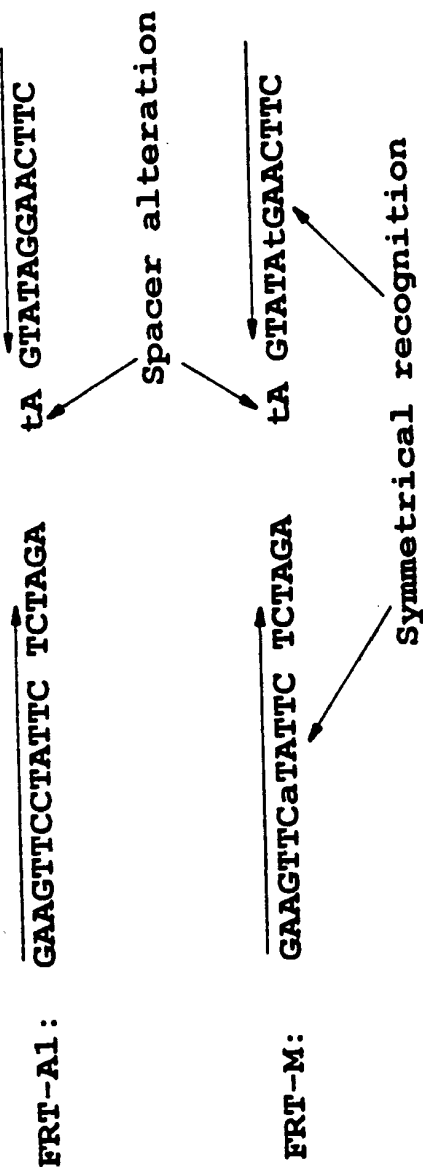 FRT-A1: GAAGTTCCTATTC TCTAGA tA GTATAGGAACTTC
Spacer alteration
FRT-M: GAAGTTCaTATTC TCTAGA tA GTATAtGAACTTC
Symmetrical recognition